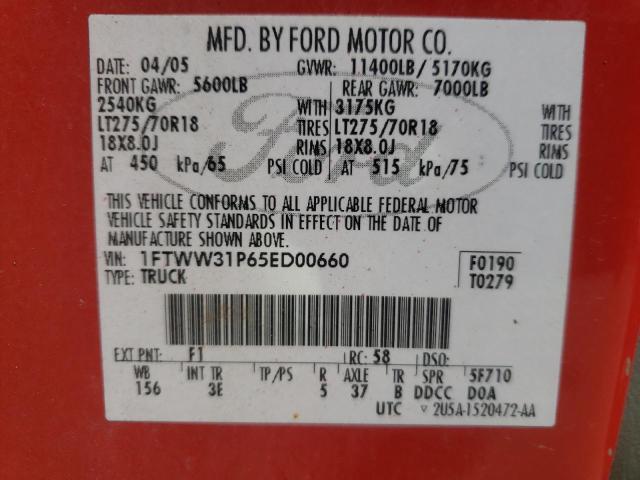 MFD. BY FORD MOTOR CO.
DATE: 04/05 GVWR: 11400LB/ 5170KG
FRONT GAWR: 5600LB REAR GAWR: 7000LB
2540KG WITH 3175KG WITH
LT275/70R18 TIRES LT275/70R18 TIRES
18X8.0J RIMS 18X8.0J RIMS
AT 450 kPa/65 PSI COLD AT 515 kPa/75 PSI COLD
THIS VEHICLE CONFORMS TO ALL APPLICABLE FEDERAL MOTOR
VEHICLE SAFETY STANDARDS IN EFFECT ON THE DATE OF
MANUFACTURE SHOWN ABOVE.
VIN: 1FTWW31P65ED00660 F0190
TYPE: TRUCK T0279
EXT PNT: F1 RC: 58 DSO:
WB INT TR TP/PS R AXLE TR SPR 5F710
156 3E 5 37 B DDCC DOA
UTC ▽ 2U5A-1520472-AA
Ford